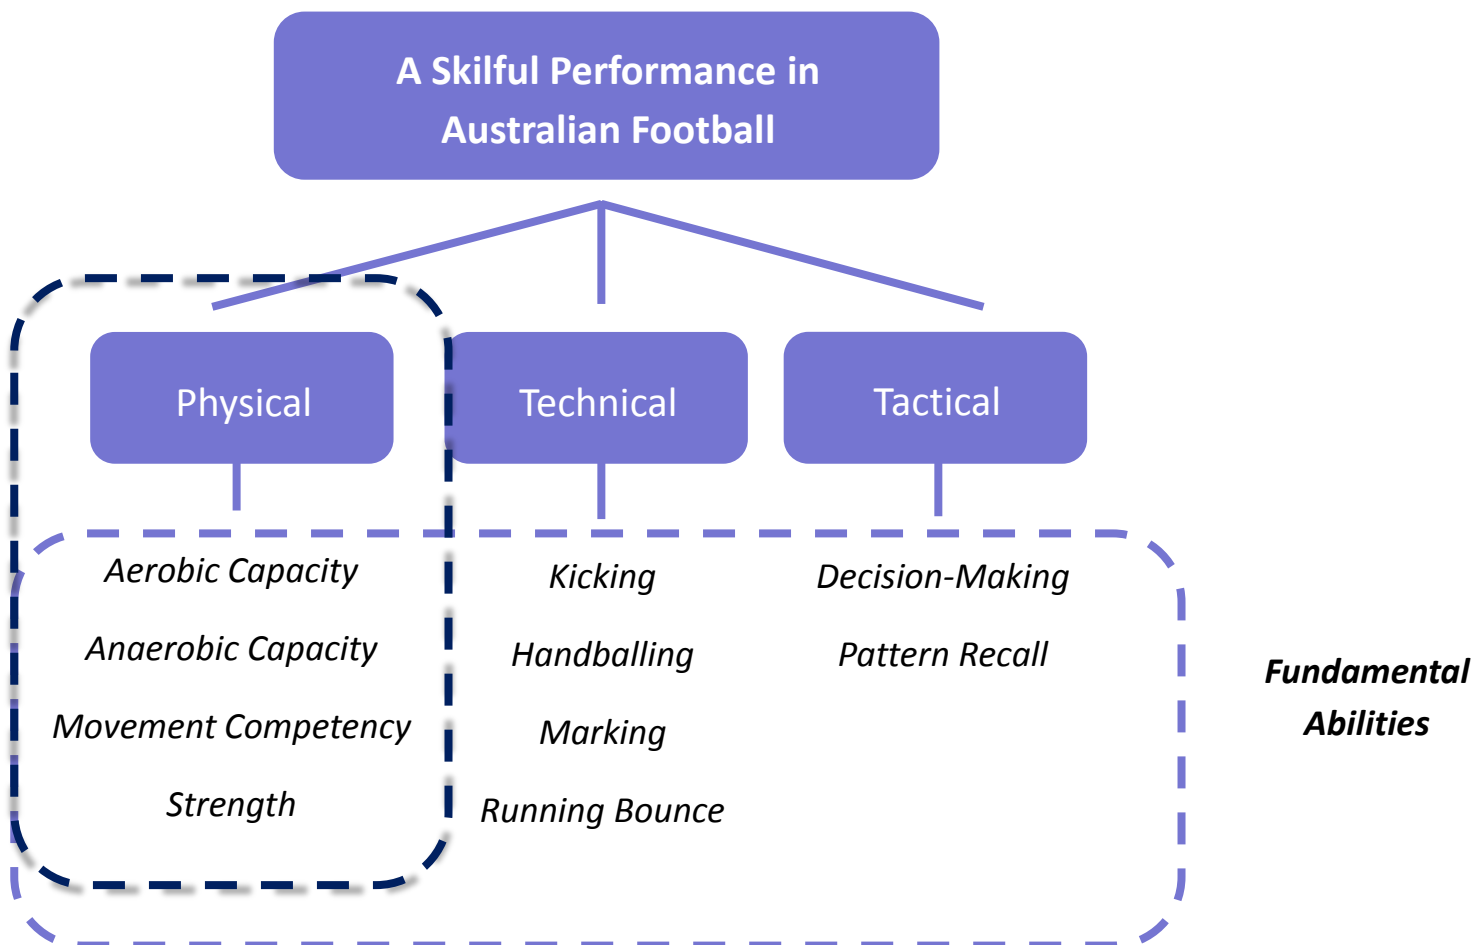 A Skilful Performance in
Australian Football
Physical
Technical
Tactical
Aerobic Capacity
Anaerobic Capacity
Movement Competency
Strength
Kicking
Handballing
Marking
Running Bounce
Decision-Making
Pattern Recall
Fundamental
Abilities